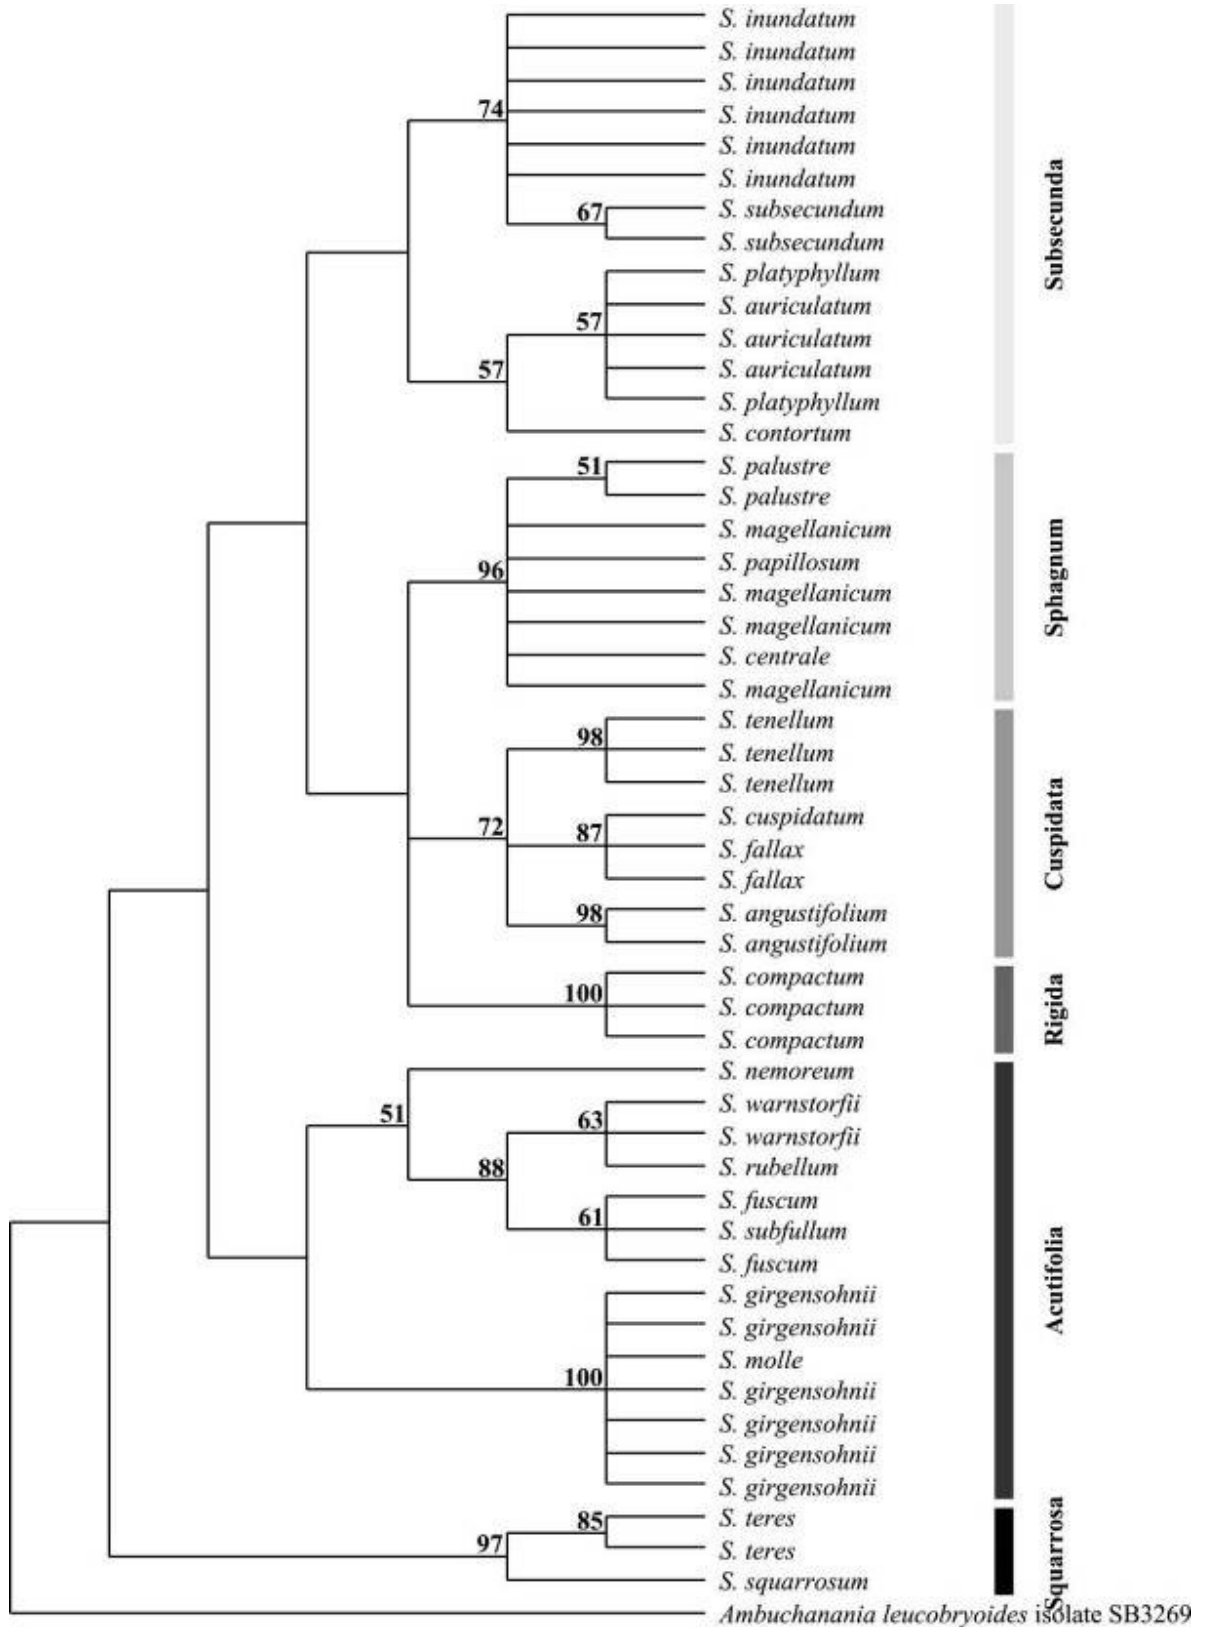 S. inundatum
S. inundatum
S. inundatum
74
S. inundatum
S. inundatum
S. inundatum
67
S. subsecundum
S. subsecundum
S. platyphyllum
S. auriculatum
57
S. auriculatum
57
S. auriculatum
S. platyphyllum
S. contortum
Subsecunda
51
S. palustre
S. palustre
S. magellanicum
96
S. papillosum
S. magellanicum
S. magellanicum
S. centrale
S. magellanicum
Sphagnum
S. tenellum
98
S. tenellum
S. tenellum
72
S. cuspidatum
87
S. fallax
S. fallax
98
S. angustifolium
S. angustifolium
Cuspidata
S. compactum
100
S. compactum
S. compactum
Rigida
S. nemoreum
51
S. warnstorfii
63
S. warnstorfii
88
S. rubellum
S. fuscum
61
S. subfullum
S. fuscum
S. girgensohnii
S. girgensohnii
S. molle
100
S. girgensohnii
S. girgensohnii
S. girgensohnii
S. girgensohnii
Acutifolia
85
S. teres
97
S. teres
S. squarrosum
Squarrosa
Ambuchanania leucobryoides isolate SB3269